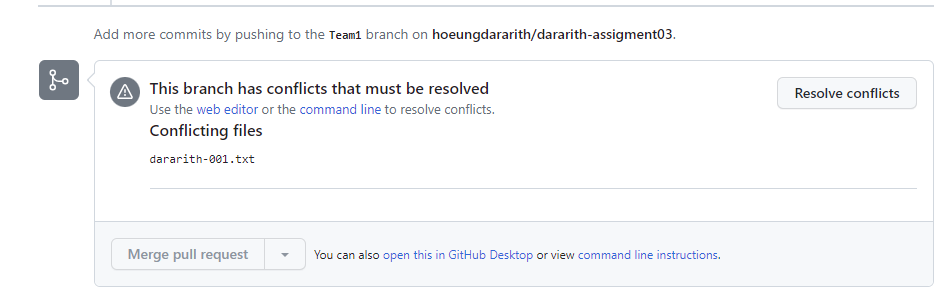 Add more commits by pushing to the Team1 branch on hoeungdararith/dararith-assigment03.
This branch has conflicts that must be resolved
Resolve conflicts
Use the web editor or the command line to resolve conflicts.
Conflicting files
dararith-001.txt
Merge pull request
You can also open this in GitHub Desktop or view command line instructions.